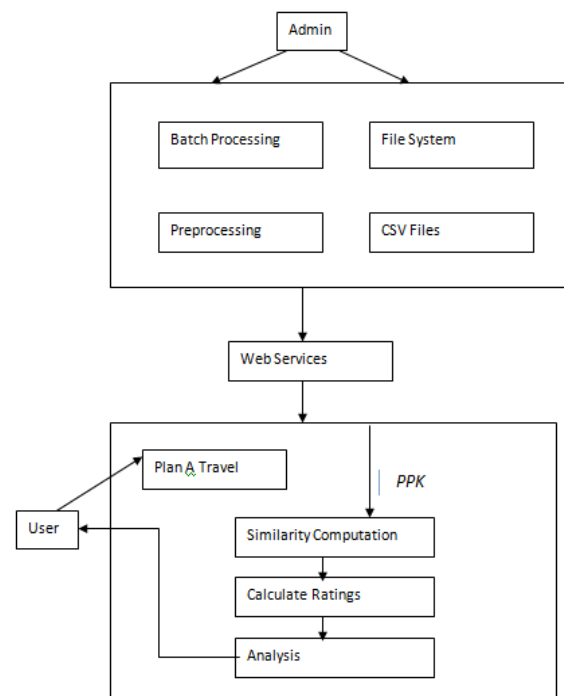 Admin
Batch Processing
File System
Preprocessing
CSV Files
Web Services
Plan A Travel
PPK
User
Similarity Computation
Calculate Ratings
Analysis